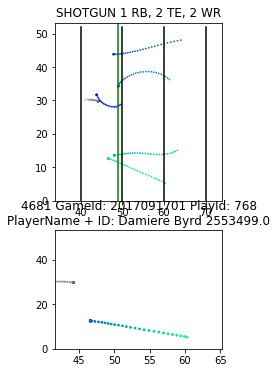 SHOTGUN 1 RB, 2 TE, 2 WR
50
40
30
20
10
0
40 50 60 70
4681 GameId: 2017091701 PlayId: 768
PlayerName + ID: Damiere Byrd 2553499.0
40
20
0
45 50 55 60 65